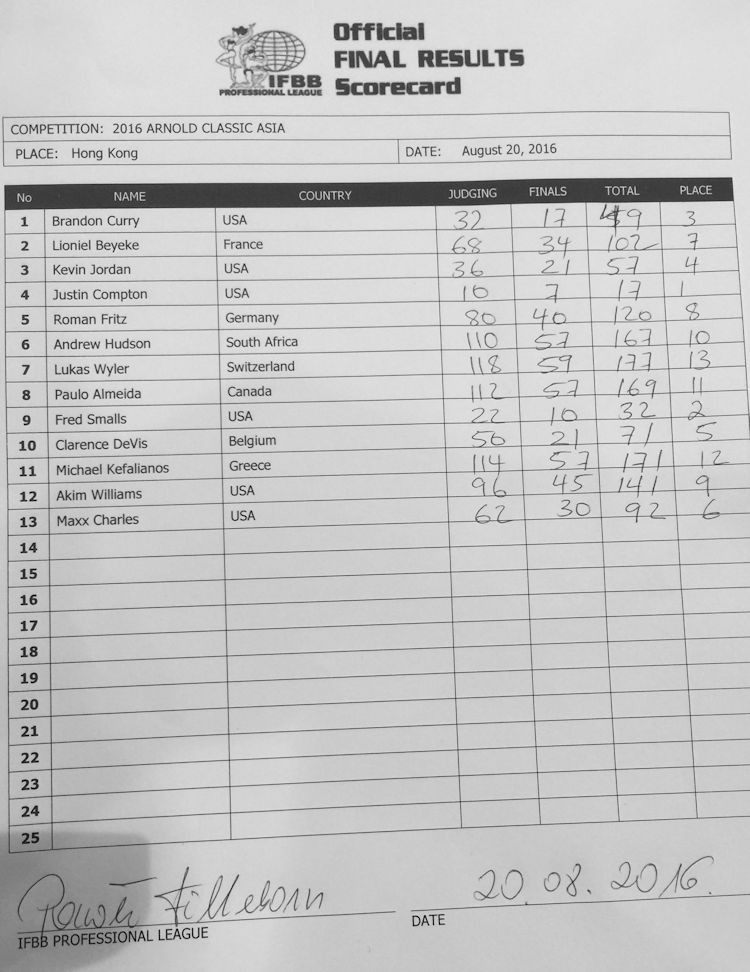 Official
FINAL RESULTS
Scorecard
IFBB
PROFESSIONAL LEAGUE
COMPETITION: 2016 ARNOLD CLASSIC ASIA
PLACE: Hong Kong DATE: August 20, 2016
No NAME COUNTRY JUDGING FINALS TOTAL PLACE
1 Brandon Curry USA 32 17 49 3
2 Lioniel Beyeke France 68 34 102 7
3 Kevin Jordan USA 36 21 57 4
4 Justin Compton USA 10 7 17 1
5 Roman Fritz Germany 80 40 120 8
6 Andrew Hudson South Africa 110 57 167 10
7 Lukas Wyler Switzerland 118 59 177 13
8 Paulo Almeida Canada 112 57 169 11
9 Fred Smalls USA 22 10 32 2
10 Clarence DeVis Belgium 50 21 71 5
11 Michael Kefalianos Greece 114 57 171 12
12 Akim Williams USA 96 45 141 9
13 Maxx Charles USA 62 30 92 6
14
15
16
17
18
19
20
21
22
23
24
25
20.08.2016.
IFBB PROFESSIONAL LEAGUE DATE